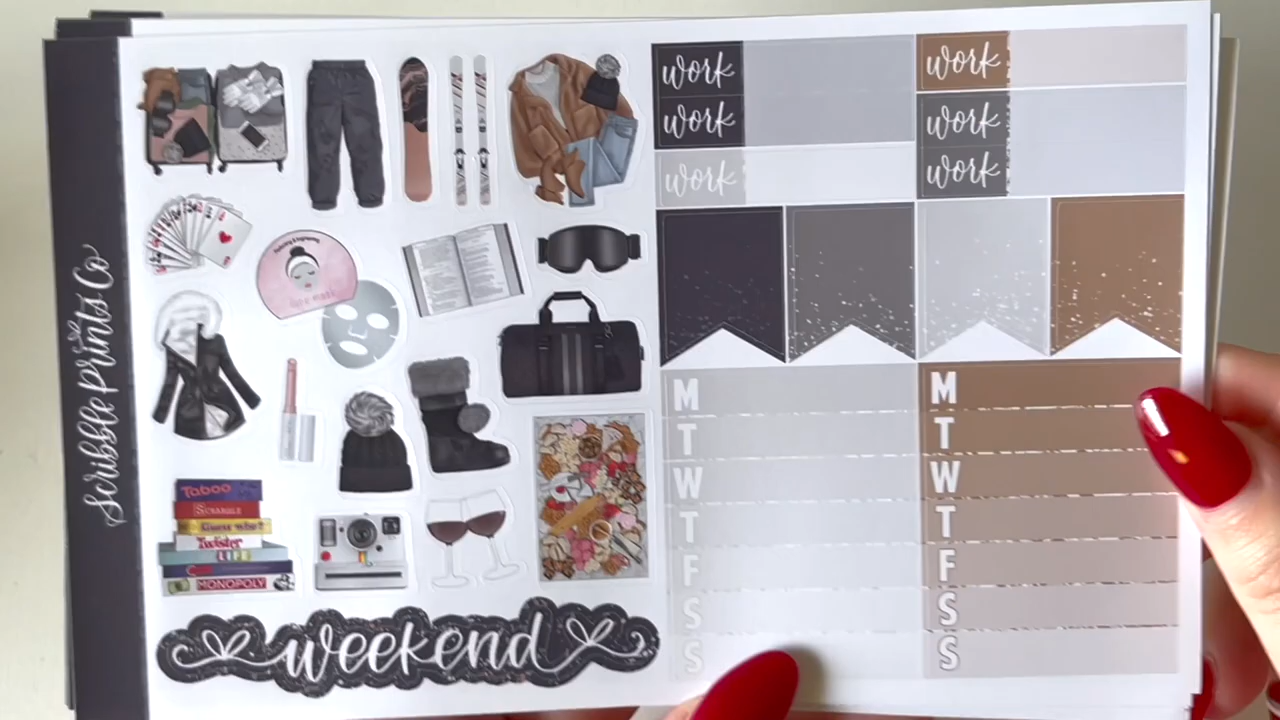 Scribble Prints Co
work
work
work
work
work
work
Taboo
SCRABBLE
Guess who?
Twister
LIFE
MONOPOLY
weekend
M
T
W
T
F
S
S
M
T
W
T
F
S
S